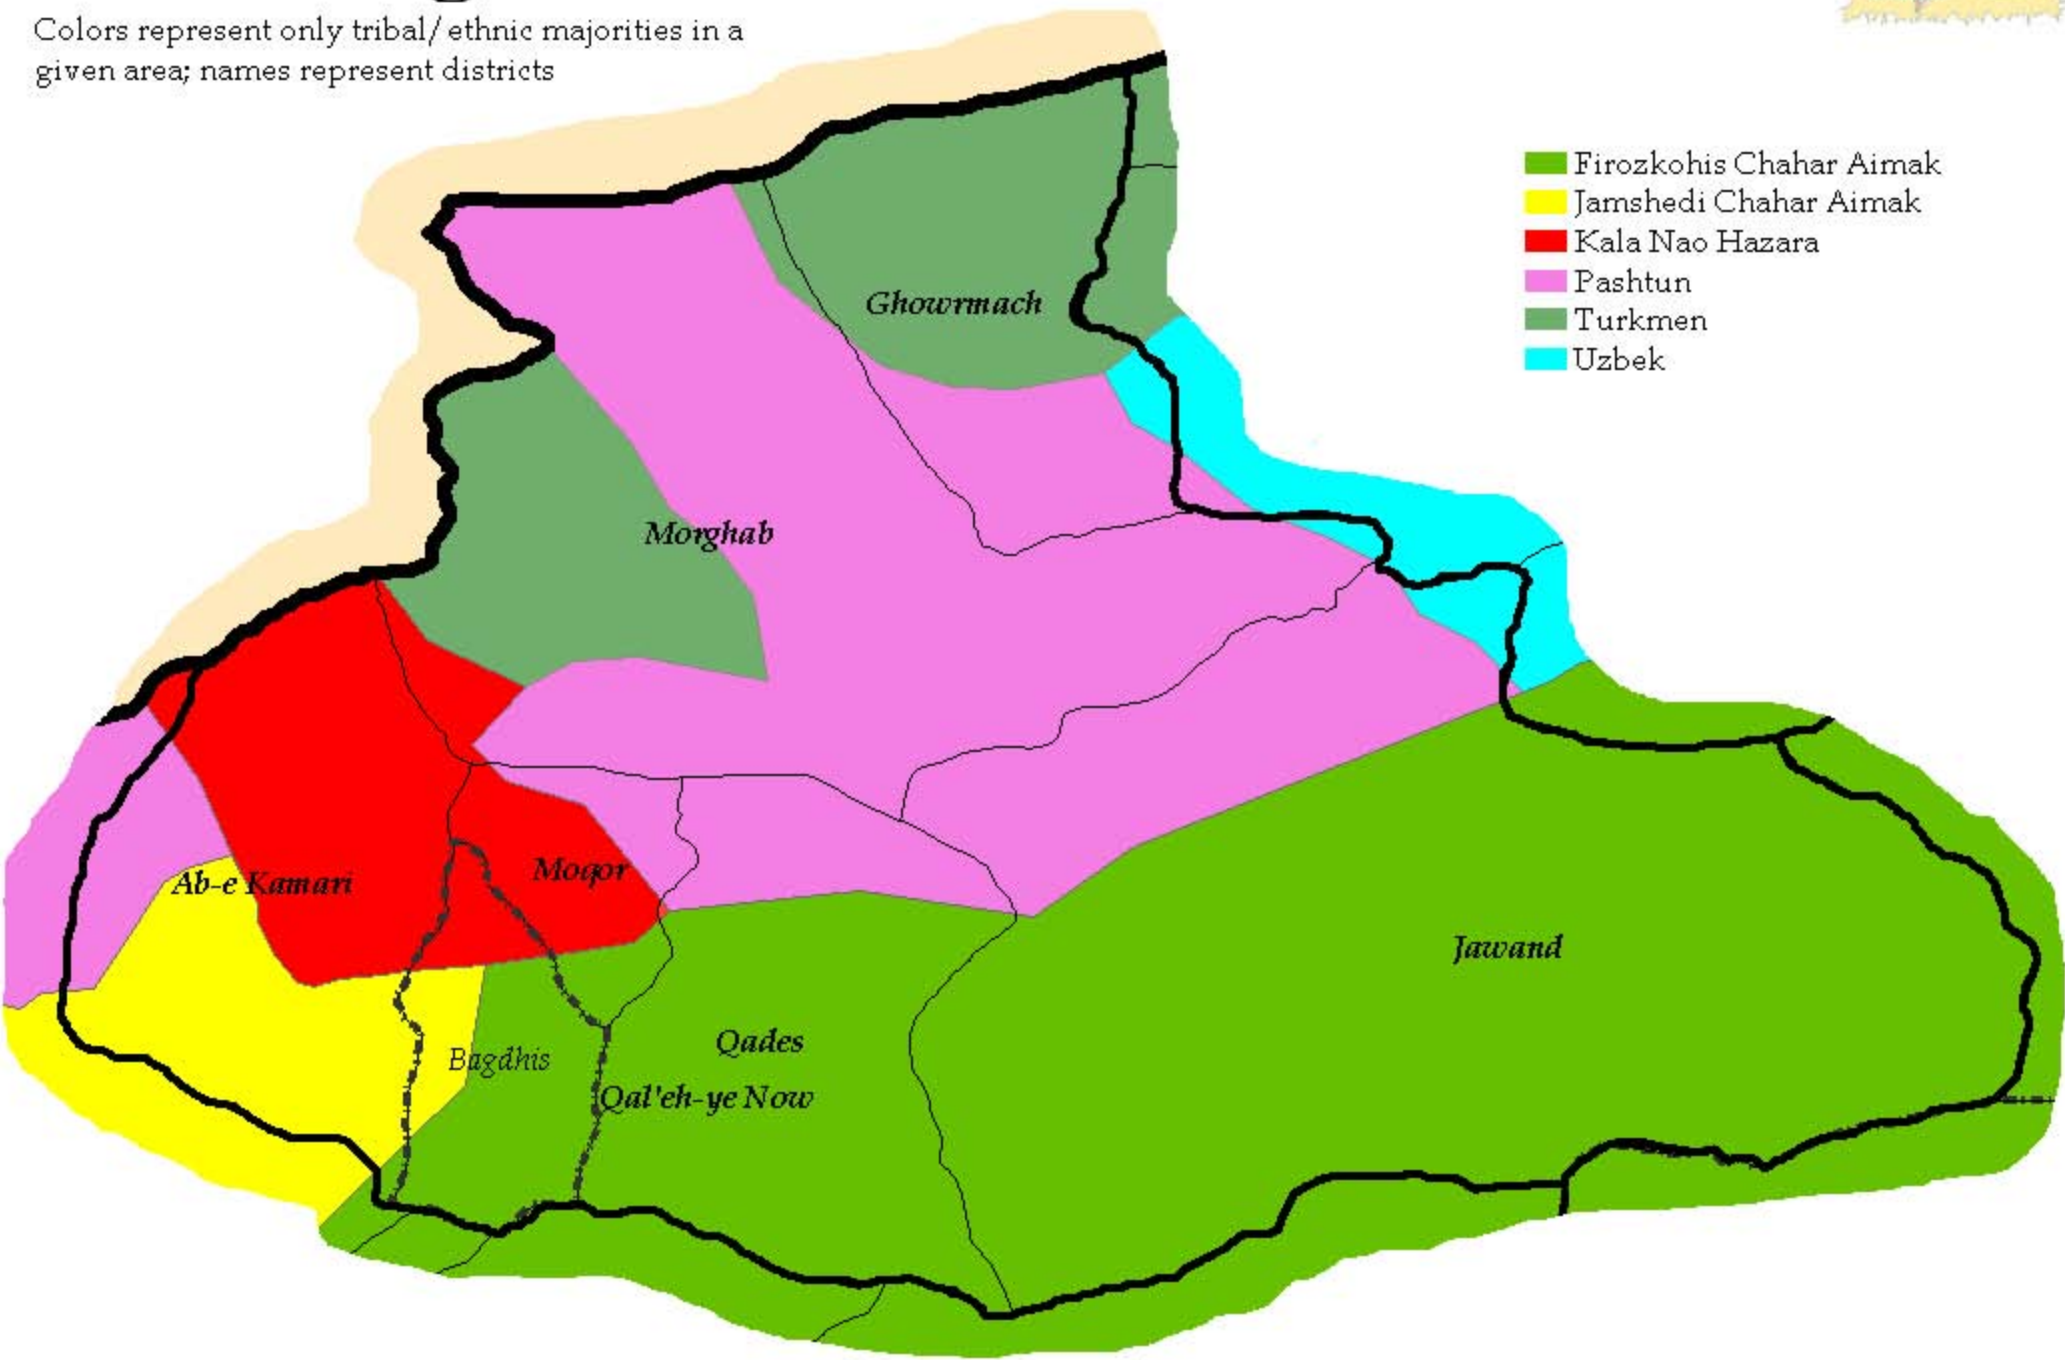 Colors represent only tribal/ethnic majorities in a
given area; names represent districts
Firozkohis Chahar Aimak
Jamshedi Chahar Aimak
Kala Nao Hazara
Pashtun
Turkmen
Uzbek
Ghowrmach
Morghab
Moqor
Ab-e Kamari
Jawand
Qades
Bagdhis
Qal'eh-ye Now